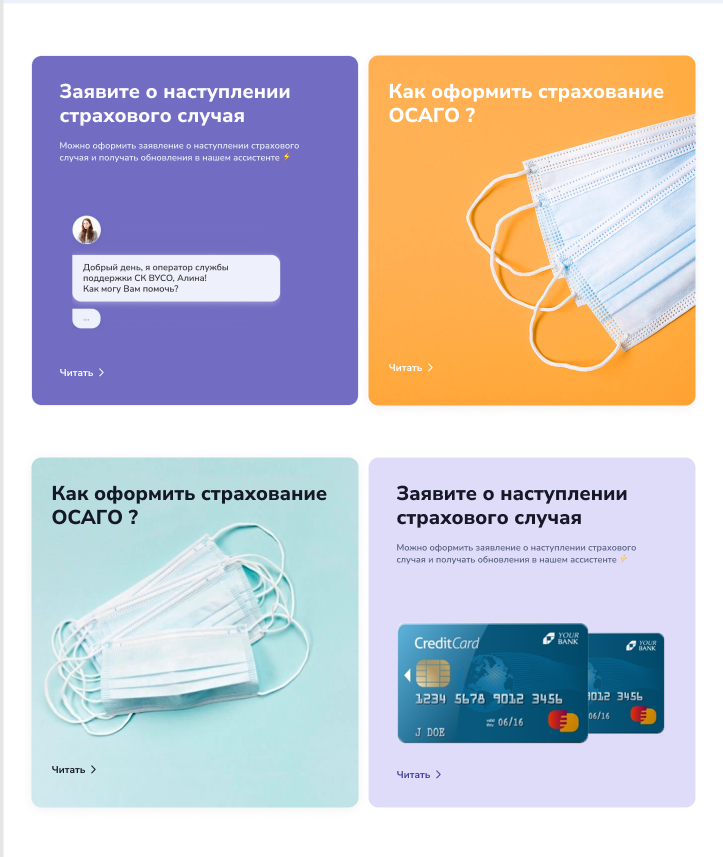 Заявите о наступлении
страхового случая
Можно оформить заявление о наступлении страхового
случая и получать обновления в нашем ассистенте ⚡
Добрый день, я оператор службы
поддержки СК ВУСО, Алина!
Как могу Вам помочь?
...
Читать
Как оформить страхование
ОСАГО ?
Читать
Как оформить страхование
ОСАГО ?
Читать
Заявите о наступлении
страхового случая
Можно оформить заявление о наступлении страхового
случая и получать обновления в нашем ассистенте ⚡
CreditCard
YOUR
BANK
1234 5678 9012 3456
06/16
J DOE
YOUR
BANK
9012 3456
06/16
Читать